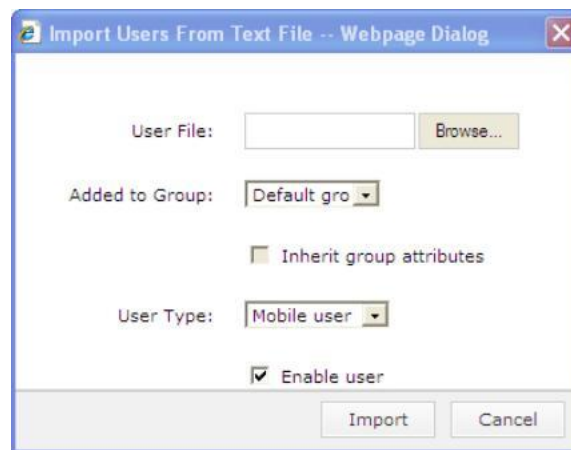 Import Users From Text File -- Webpage Dialog
User File: Browse...
Added to Group: Default gro
Inherit group attributes
User Type: Mobile user
Enable user
Import Cancel